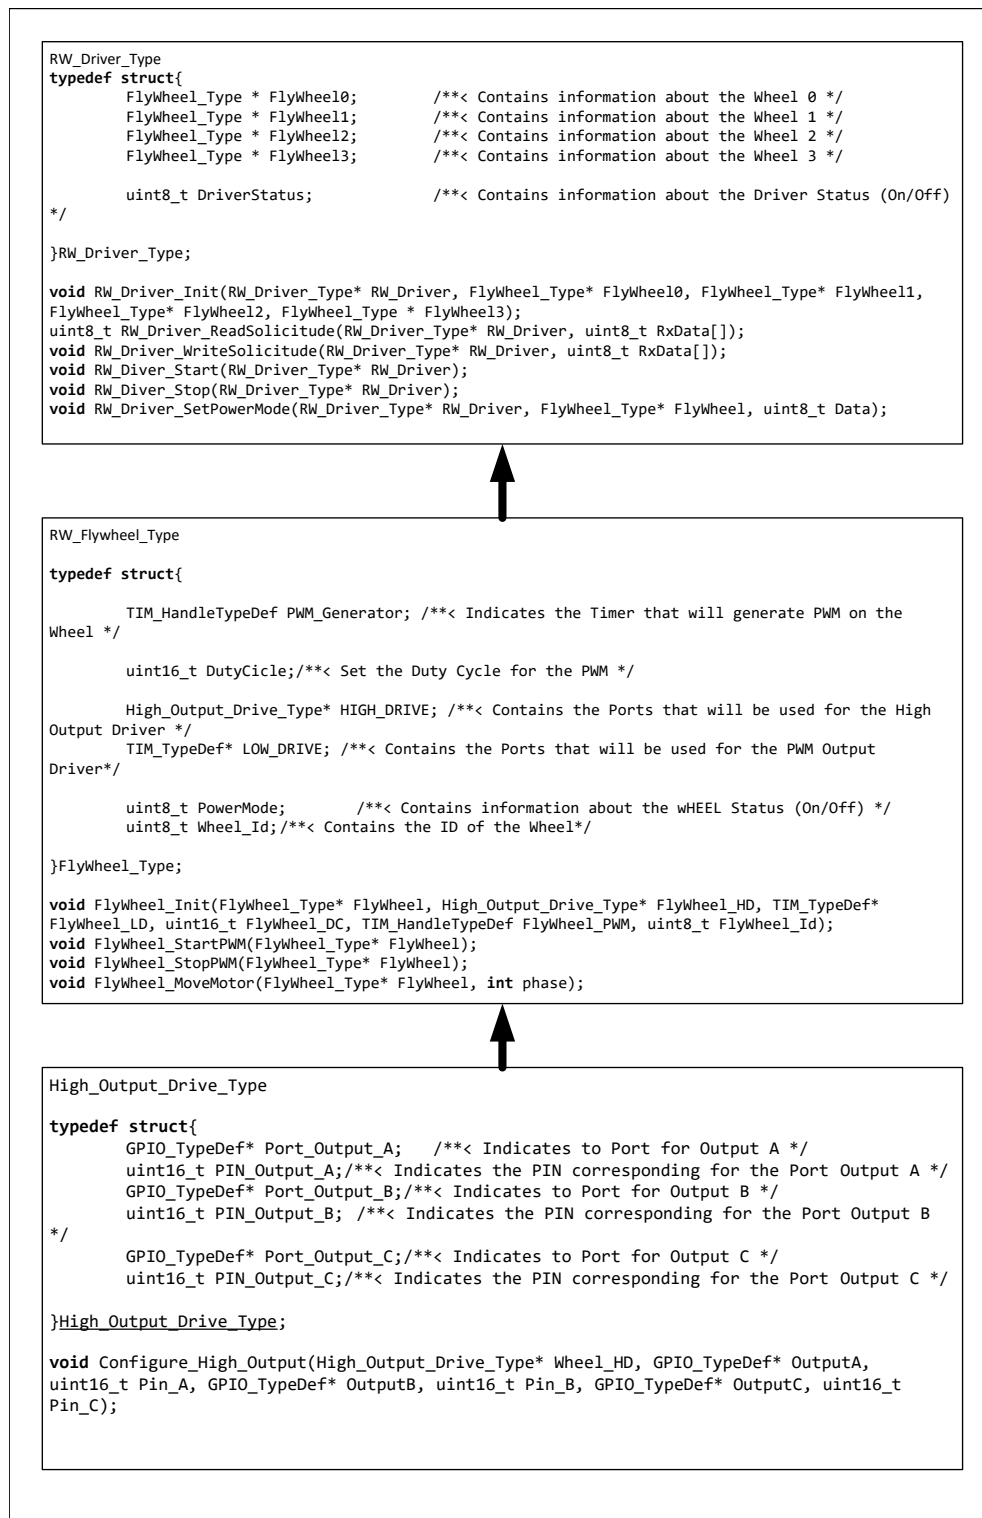 RW_Driver_Type
typedef struct{
FlyWheel_Type * FlyWheel0; /**< Contains information about the Wheel 0 */
FlyWheel_Type * FlyWheel1; /**< Contains information about the Wheel 1 */
FlyWheel_Type * FlyWheel2; /**< Contains information about the Wheel 2 */
FlyWheel_Type * FlyWheel3; /**< Contains information about the Wheel 3 */
uint8_t DriverStatus; /**< Contains information about the Driver Status (On/Off)
*/
}RW_Driver_Type;
void RW_Driver_Init(RW_Driver_Type* RW_Driver, FlyWheel_Type* FlyWheel0, FlyWheel_Type* FlyWheel1,
FlyWheel_Type* FlyWheel2, FlyWheel_Type * FlyWheel3);
uint8_t RW_Driver_ReadSolicitude(RW_Driver_Type* RW_Driver, uint8_t RxData[]);
void RW_Driver_WriteSolicitude(RW_Driver_Type* RW_Driver, uint8_t RxData[]);
void RW_Diver_Start(RW_Driver_Type* RW_Driver);
void RW_Diver_Stop(RW_Driver_Type* RW_Driver);
void RW_Driver_SetPowerMode(RW_Driver_Type* RW_Driver, FlyWheel_Type* FlyWheel, uint8_t Data);
RW_Flywheel_Type
typedef struct{
TIM_HandleTypeDef PWM_Generator; /**< Indicates the Timer that will generate PWM on the
Wheel */
uint16_t DutyCicle;/**< Set the Duty Cycle for the PWM */
High_Output_Drive_Type* HIGH_DRIVE; /**< Contains the Ports that will be used for the High
Output Driver */
TIM_TypeDef* LOW_DRIVE; /**< Contains the Ports that will be used for the PWM Output
Driver*/
uint8_t PowerMode; /**< Contains information about the wHEEL Status (On/Off) */
uint8_t Wheel_Id;/**< Contains the ID of the Wheel*/
}FlyWheel_Type;
void FlyWheel_Init(FlyWheel_Type* FlyWheel, High_Output_Drive_Type* FlyWheel_HD, TIM_TypeDef*
FlyWheel_LD, uint16_t FlyWheel_DC, TIM_HandleTypeDef FlyWheel_PWM, uint8_t FlyWheel_Id);
void FlyWheel_StartPWM(FlyWheel_Type* FlyWheel);
void FlyWheel_StopPWM(FlyWheel_Type* FlyWheel);
void FlyWheel_MoveMotor(FlyWheel_Type* FlyWheel, int phase);
High_Output_Drive_Type
typedef struct{
GPIO_TypeDef* Port_Output_A; /**< Indicates to Port for Output A */
uint16_t PIN_Output_A;/**< Indicates the PIN corresponding for the Port Output A */
GPIO_TypeDef* Port_Output_B;/**< Indicates to Port for Output B */
uint16_t PIN_Output_B; /**< Indicates the PIN corresponding for the Port Output B
*/
GPIO_TypeDef* Port_Output_C;/**< Indicates to Port for Output C */
uint16_t PIN_Output_C;/**< Indicates the PIN corresponding for the Port Output C */
}High_Output_Drive_Type;
void Configure_High_Output(High_Output_Drive_Type* Wheel_HD, GPIO_TypeDef* OutputA,
uint16_t Pin_A, GPIO_TypeDef* OutputB, uint16_t Pin_B, GPIO_TypeDef* OutputC, uint16_t
Pin_C);